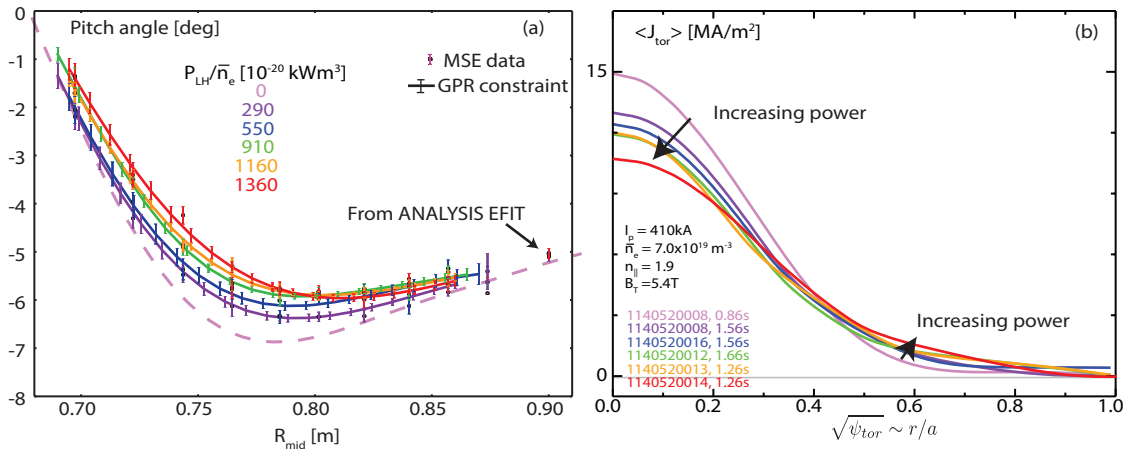 Pitch angle [deg]
(a)
P_LH/n̅_e [10^-20 kWm^3]
0
290
550
910
1160
1360
MSE data
GPR constraint
From ANALYSIS EFIT
0
-1
-2
-3
-4
-5
-6
-7
-8
0.70
0.75
0.80
0.85
0.90
R_mid [m]
<J_tor> [MA/m^2]
(b)
15
0
Increasing power
I_p = 410kA
n̅_e = 7.0x10^19 m^-3
n_|| = 1.9
B_T =5.4T
1140520008, 0.86s
1140520008, 1.56s
1140520016, 1.56s
1140520012, 1.66s
1140520013, 1.26s
1140520014, 1.26s
Increasing power
0.0
0.2
0.4
0.6
0.8
1.0
√ψ_tor ~ r/a